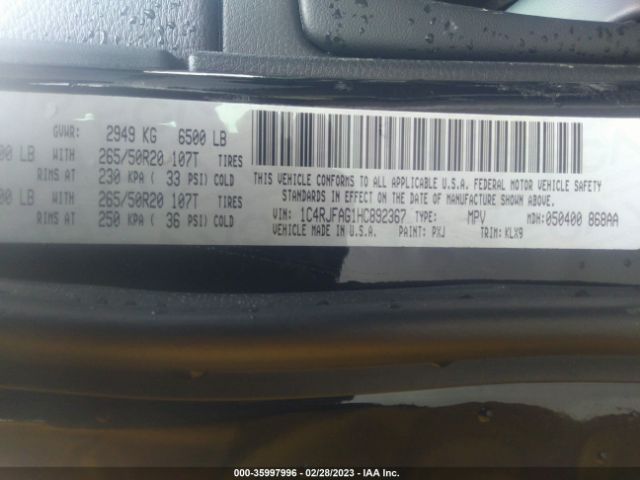 GVWR: 2949 KG 6500 LB
00 LB WITH 265/50R20 107T TIRES
RIMS AT 230 KPA ( 33 PSI) COLD
00 LB WITH 265/50R20 107T TIRES
RIMS AT 250 KPA ( 36 PSI) COLD
THIS VEHICLE CONFORMS TO ALL APPLICABLE U.S.A. FEDERAL MOTOR VEHICLE SAFETY
STANDARDS IN EFFECT ON THE DATE OF MANUFACTURE SHOWN ABOVE.
VIN: 1C4RJFAG1HC892367 TYPE: MPV MDH: 050400 868AA
VEHICLE MADE IN U.S.A. PAINT: PXJ TRIM: KLX9
000-35997996 - 02/28/2023 - IAA Inc.